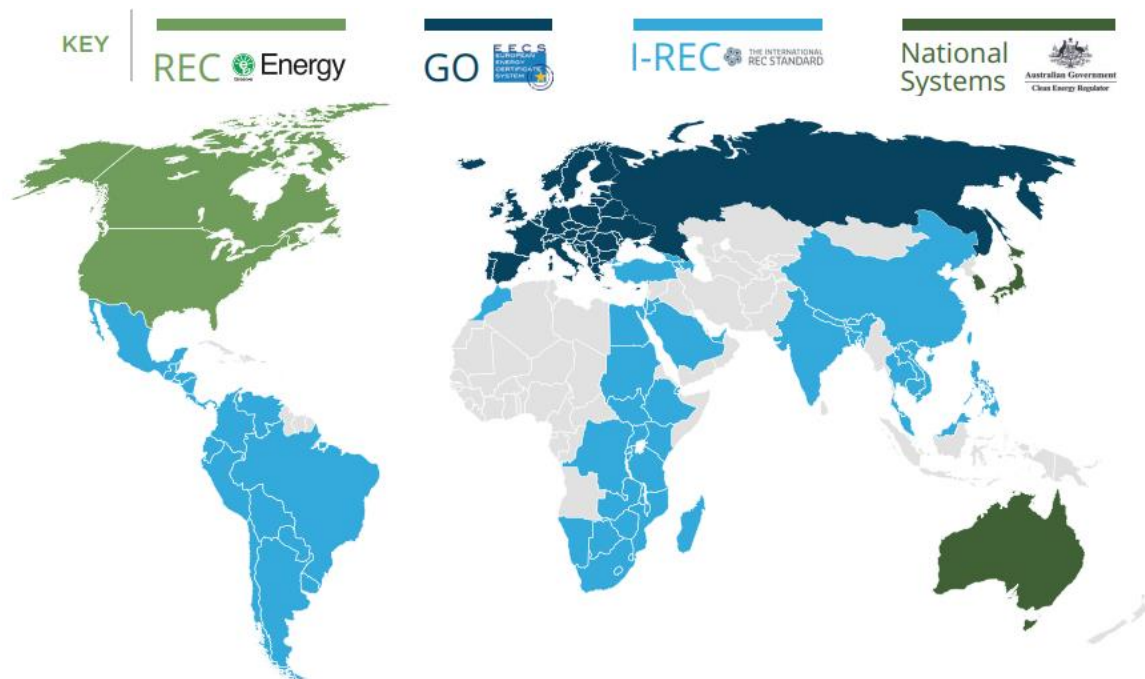 KEY
REC
Green-e
Energy
GO
EECS
EUROPEAN
ENERGY
CERTIFICATE
SYSTEM
I-REC
THE INTERNATIONAL
REC STANDARD
National
Systems
Australian Government
Clean Energy Regulator